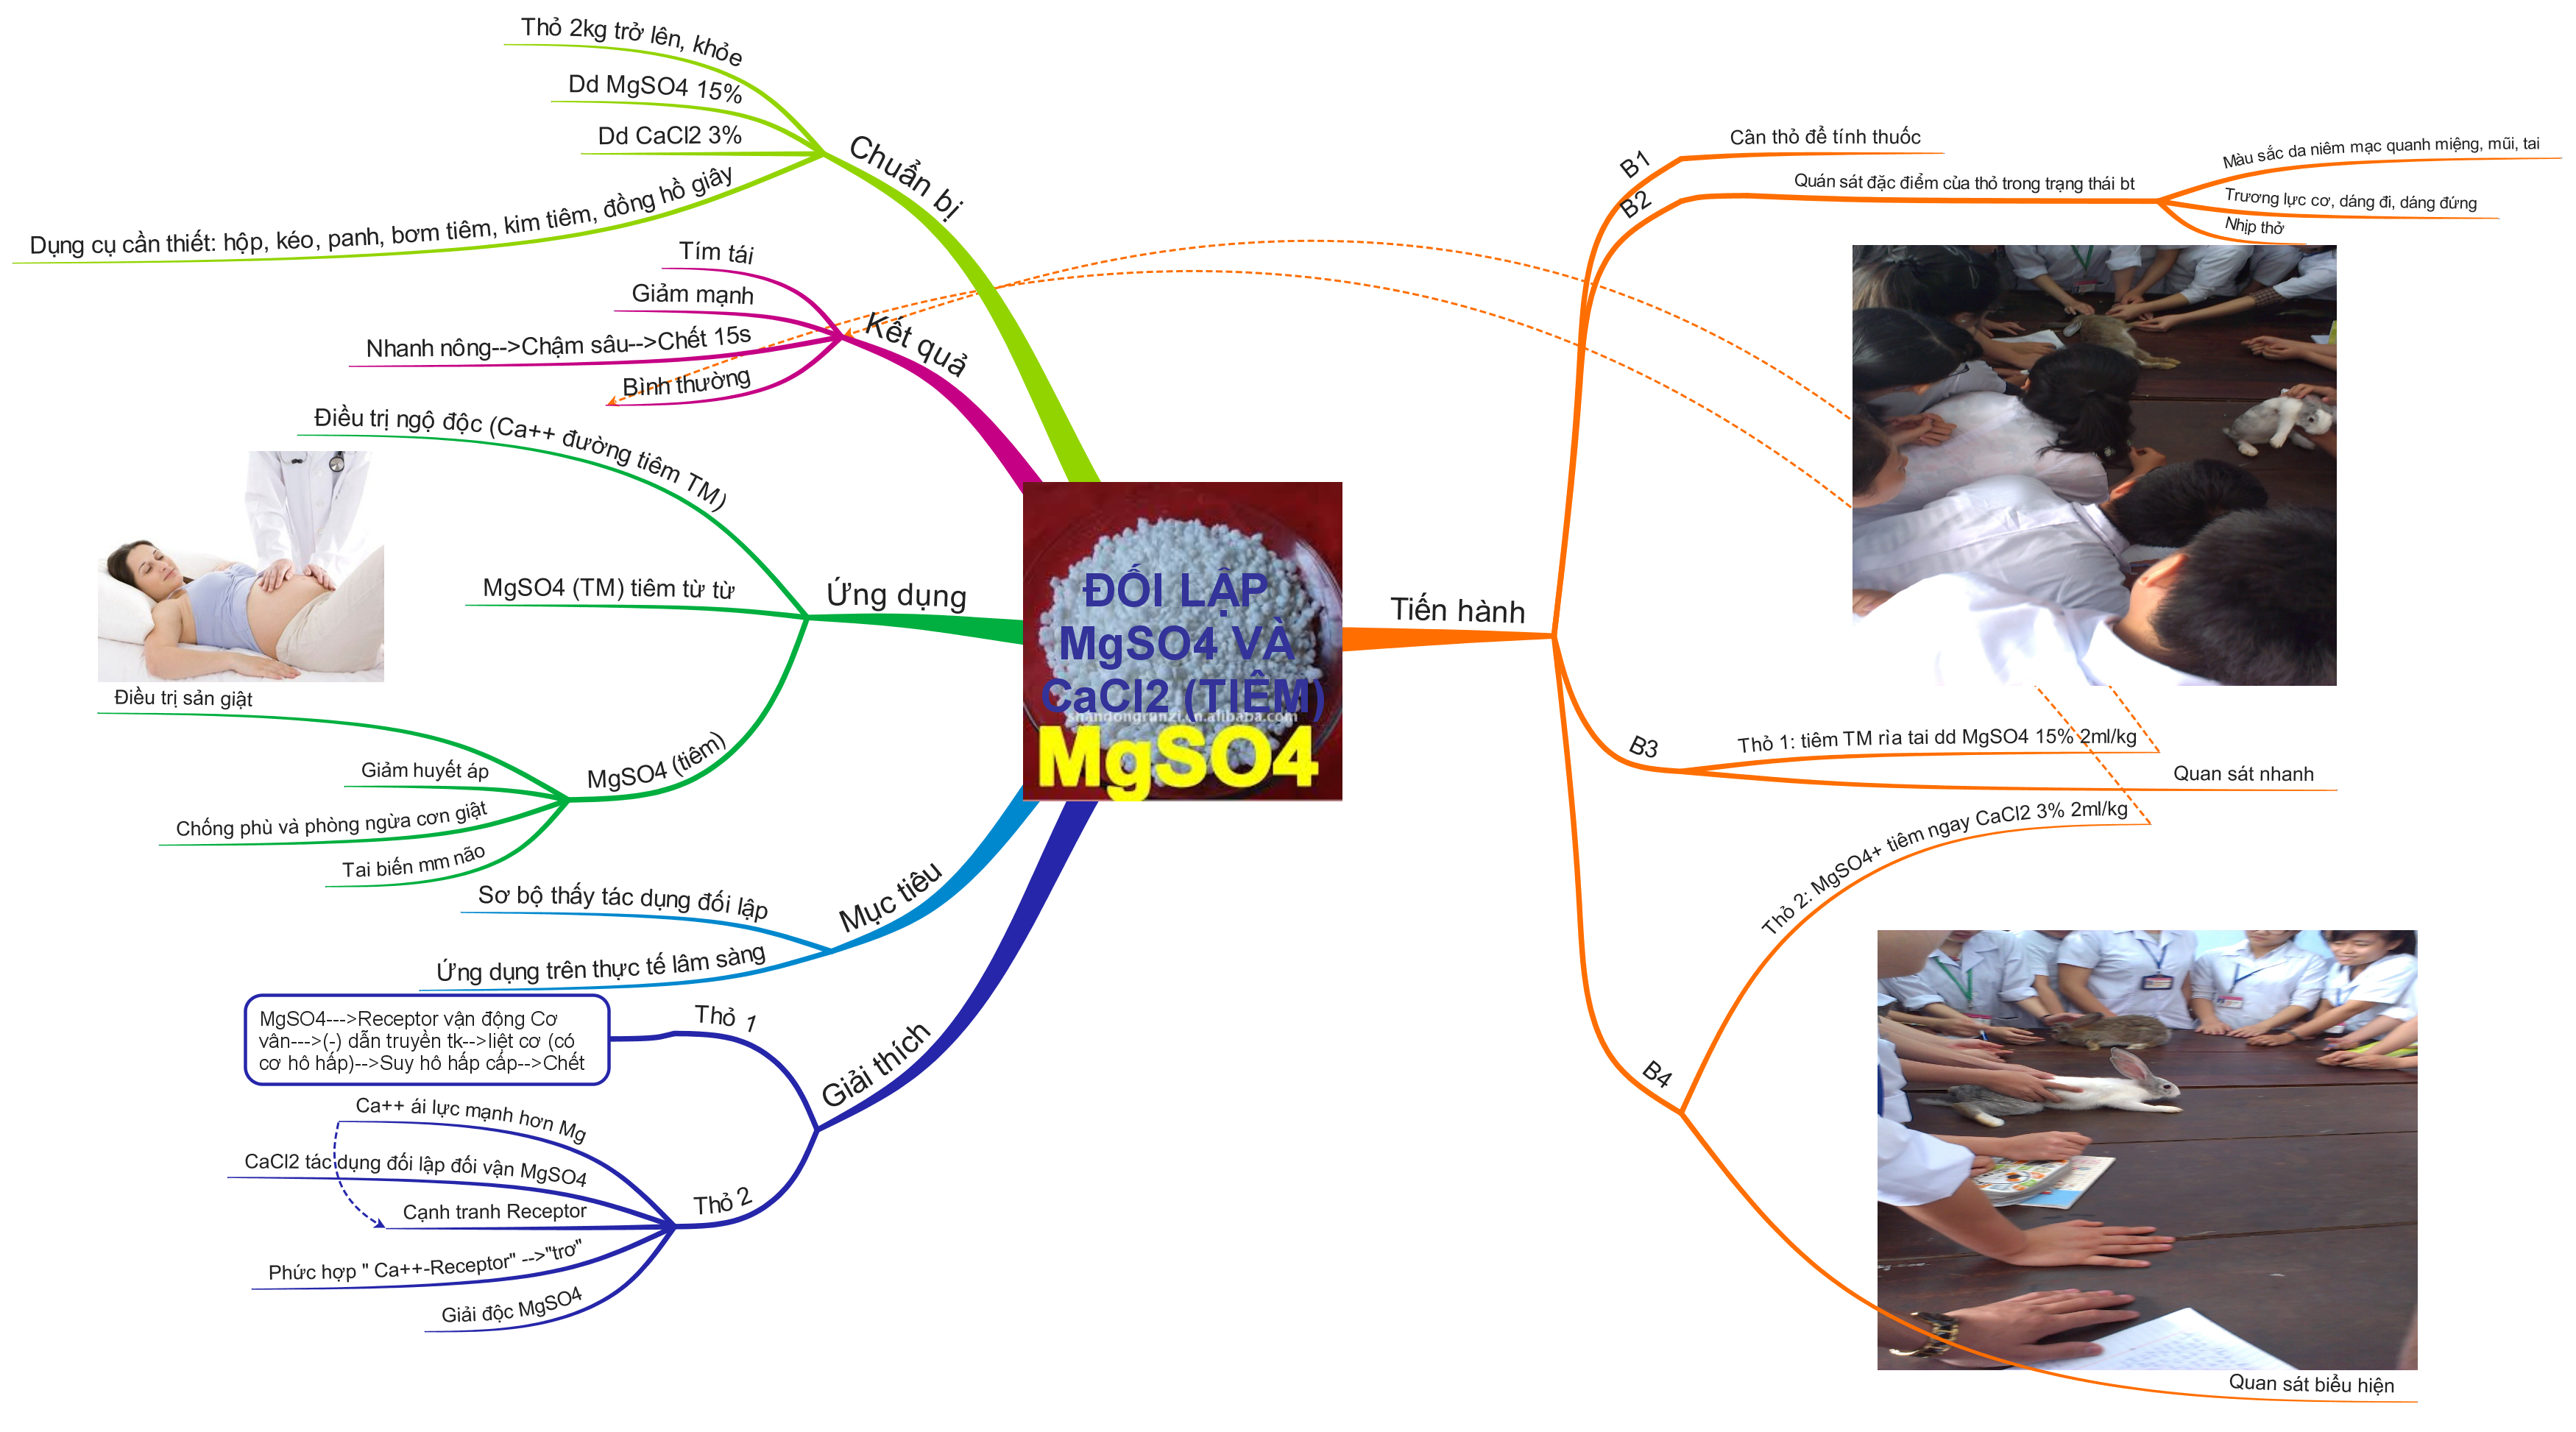 ĐỐI LẬP
MgSO4 VÀ
CaCl2 (TIÊM)
shandongrunzi.cn.alibaba.com
MgSO4
Chuẩn bị
Thỏ 2kg trở lên, khỏe
Dd MgSO4 15%
Dd CaCl2 3%
Dụng cụ cần thiết: hộp, kéo, panh, bơm tiêm, kim tiêm, đồng hồ giây
Kết quả
Tím tái
Giảm mạnh
Nhanh nông-->Chậm sâu-->Chết 15s
Bình thường
Ứng dụng
Điều trị ngộ độc (Ca++ đường tiêm TM)
MgSO4 (TM) tiêm từ từ
MgSO4 (tiêm)
Điều trị sản giật
Giảm huyết áp
Chống phù và phòng ngừa cơn giật
Tai biến mm não
Mục tiêu
Sơ bộ thấy tác dụng đối lập
Ứng dụng trên thực tế lâm sàng
Giải thích
Thỏ 1
MgSO4--->Receptor vận động Cơ
vân--->(-) dẫn truyền tk-->liệt cơ (có
cơ hô hấp)-->Suy hô hấp cấp-->Chết
Thỏ 2
Ca++ ái lực mạnh hơn Mg
CaCl2 tác dụng đối lập đối vận MgSO4
Cạnh tranh Receptor
Phức hợp " Ca++-Receptor" -->"trơ"
Giải độc MgSO4
Tiến hành
B1
Cân thỏ để tính thuốc
B2
Quán sát đặc điểm của thỏ trong trạng thái bt
Màu sắc da niêm mạc quanh miệng, mũi, tai
Trương lực cơ, dáng đi, dáng đứng
Nhịp thở
B3
Thỏ 1: tiêm TM rìa tai dd MgSO4 15% 2ml/kg
Quan sát nhanh
B4
Thỏ 2: MgSO4+ tiêm ngay CaCl2 3% 2ml/kg
Quan sát biểu hiện